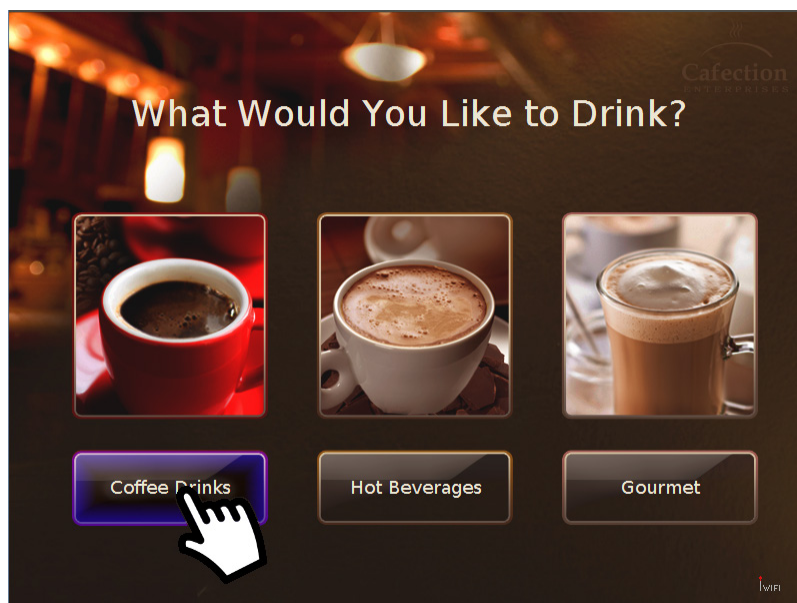 Cafection
ENTERPRISES
What Would You Like to Drink?
Coffee Drinks
Hot Beverages
Gourmet
WIFI